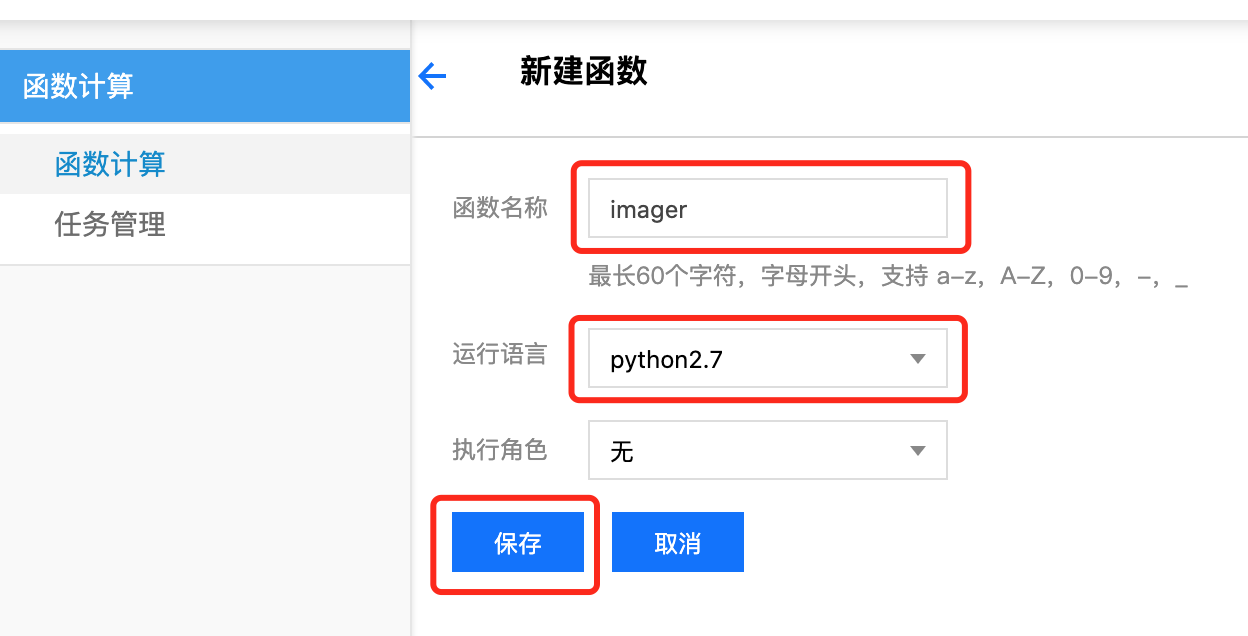 函数计算
函数计算
任务管理
新建函数
函数名称 imager
最长60个字符，字母开头，支持 a-z，A-Z，0-9，-，_
运行语言 python2.7
执行角色 无
保存 取消